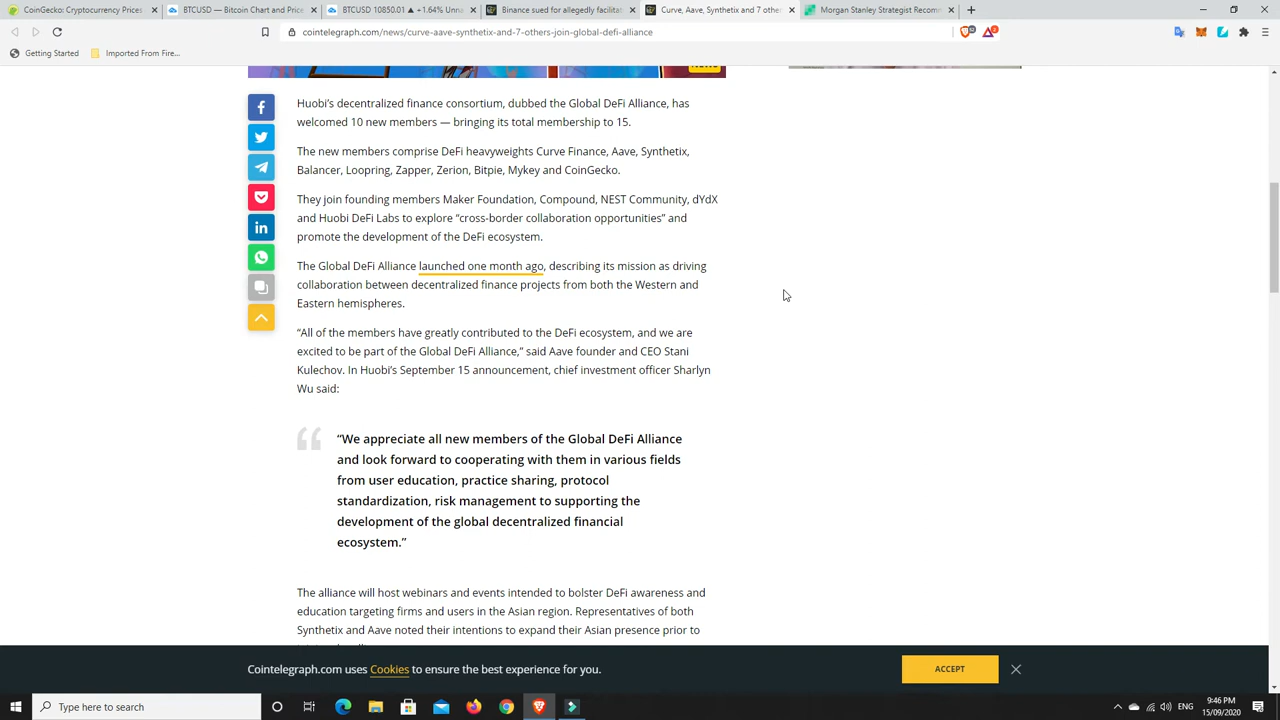 CoinGecko: Cryptocurrency Prices
BTCUSD — Bitcoin Chart and Price
BTCUSD 10850.01 ▲ +1.64% Unna
Binance sued for allegedly facilitat
Curve, Aave, Synthetix and 7 othe
Morgan Stanley Strategist Recom
cointelegraph.com/news/curve-aave-synthetix-and-7-others-join-global-defi-alliance
Getting Started
Imported From Fire...
Huobi's decentralized finance consortium, dubbed the Global DeFi Alliance, has
welcomed 10 new members — bringing its total membership to 15.
The new members comprise DeFi heavyweights Curve Finance, Aave, Synthetix,
Balancer, Loopring, Zapper, Zerion, Bitpie, Mykey and CoinGecko.
They join founding members Maker Foundation, Compound, NEST Community, dYdX
and Huobi DeFi Labs to explore “cross-border collaboration opportunities” and
promote the development of the DeFi ecosystem.
The Global DeFi Alliance launched one month ago, describing its mission as driving
collaboration between decentralized finance projects from both the Western and
Eastern hemispheres.
“All of the members have greatly contributed to the DeFi ecosystem, and we are
excited to be part of the Global DeFi Alliance,” said Aave founder and CEO Stani
Kulechov. In Huobi's September 15 announcement, chief investment officer Sharlyn
Wu said:
“We appreciate all new members of the Global DeFi Alliance
and look forward to cooperating with them in various fields
from user education, practice sharing, protocol
standardization, risk management to supporting the
development of the global decentralized financial
ecosystem.”
The alliance will host webinars and events intended to bolster DeFi awareness and
education targeting firms and users in the Asian region. Representatives of both
Synthetix and Aave noted their intentions to expand their Asian presence prior to
Cointelegraph.com uses Cookies to ensure the best experience for you.
ACCEPT
Type here to search
ENG
9:46 PM
15/09/2020